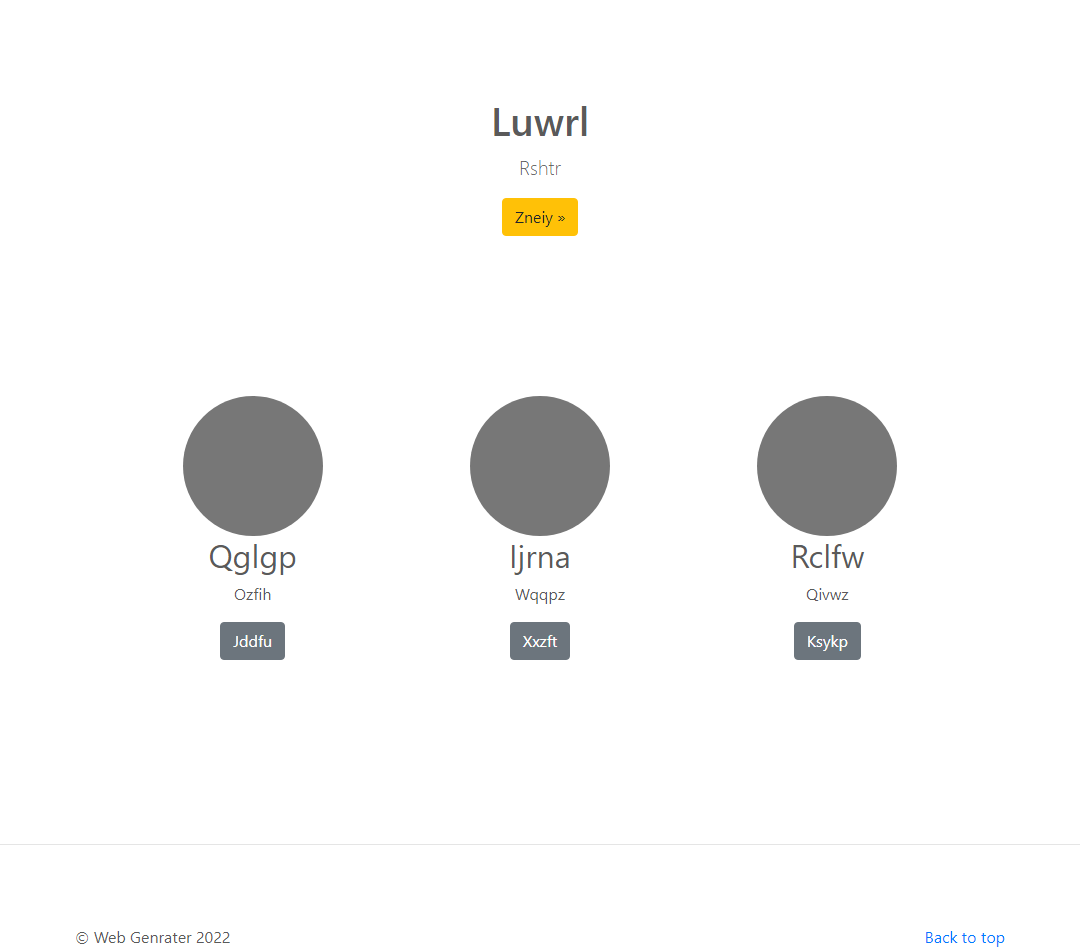 Luwrl
Rshtr
Zneiy »
Qglgp
Ijrna
Rclfw
Ozfih
Wqqpz
Qivwz
Jddfu
Xxzft
Ksykp
© Web Genrater 2022
Back to top